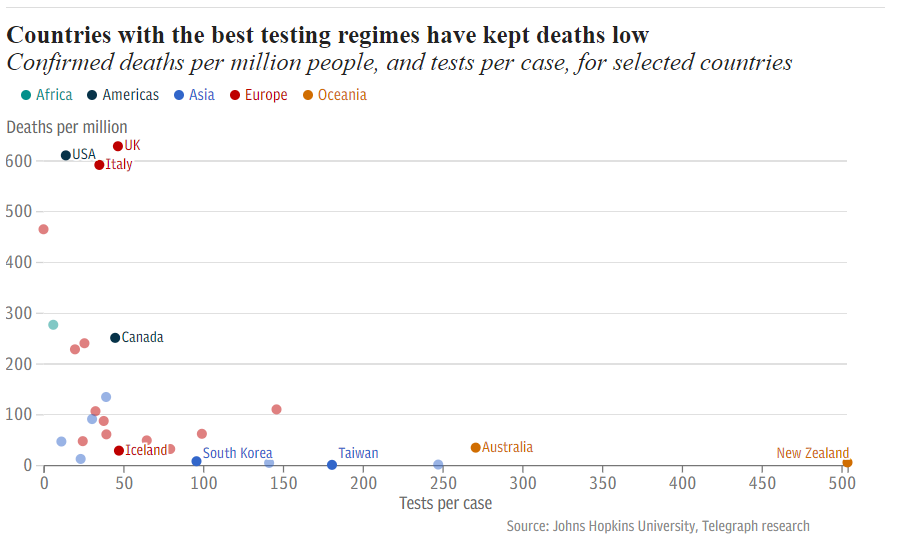 Countries with the best testing regimes have kept deaths low
Confirmed deaths per million people, and tests per case, for selected countries
Africa Americas Asia Europe Oceania
Deaths per million
UK
USA
Italy
600
500
400
300
Canada
200
100
Australia
Iceland South Korea Taiwan New Zealand
0
0 50 100 150 200 250 300 350 400 450 500
Tests per case
Source: Johns Hopkins University, Telegraph research